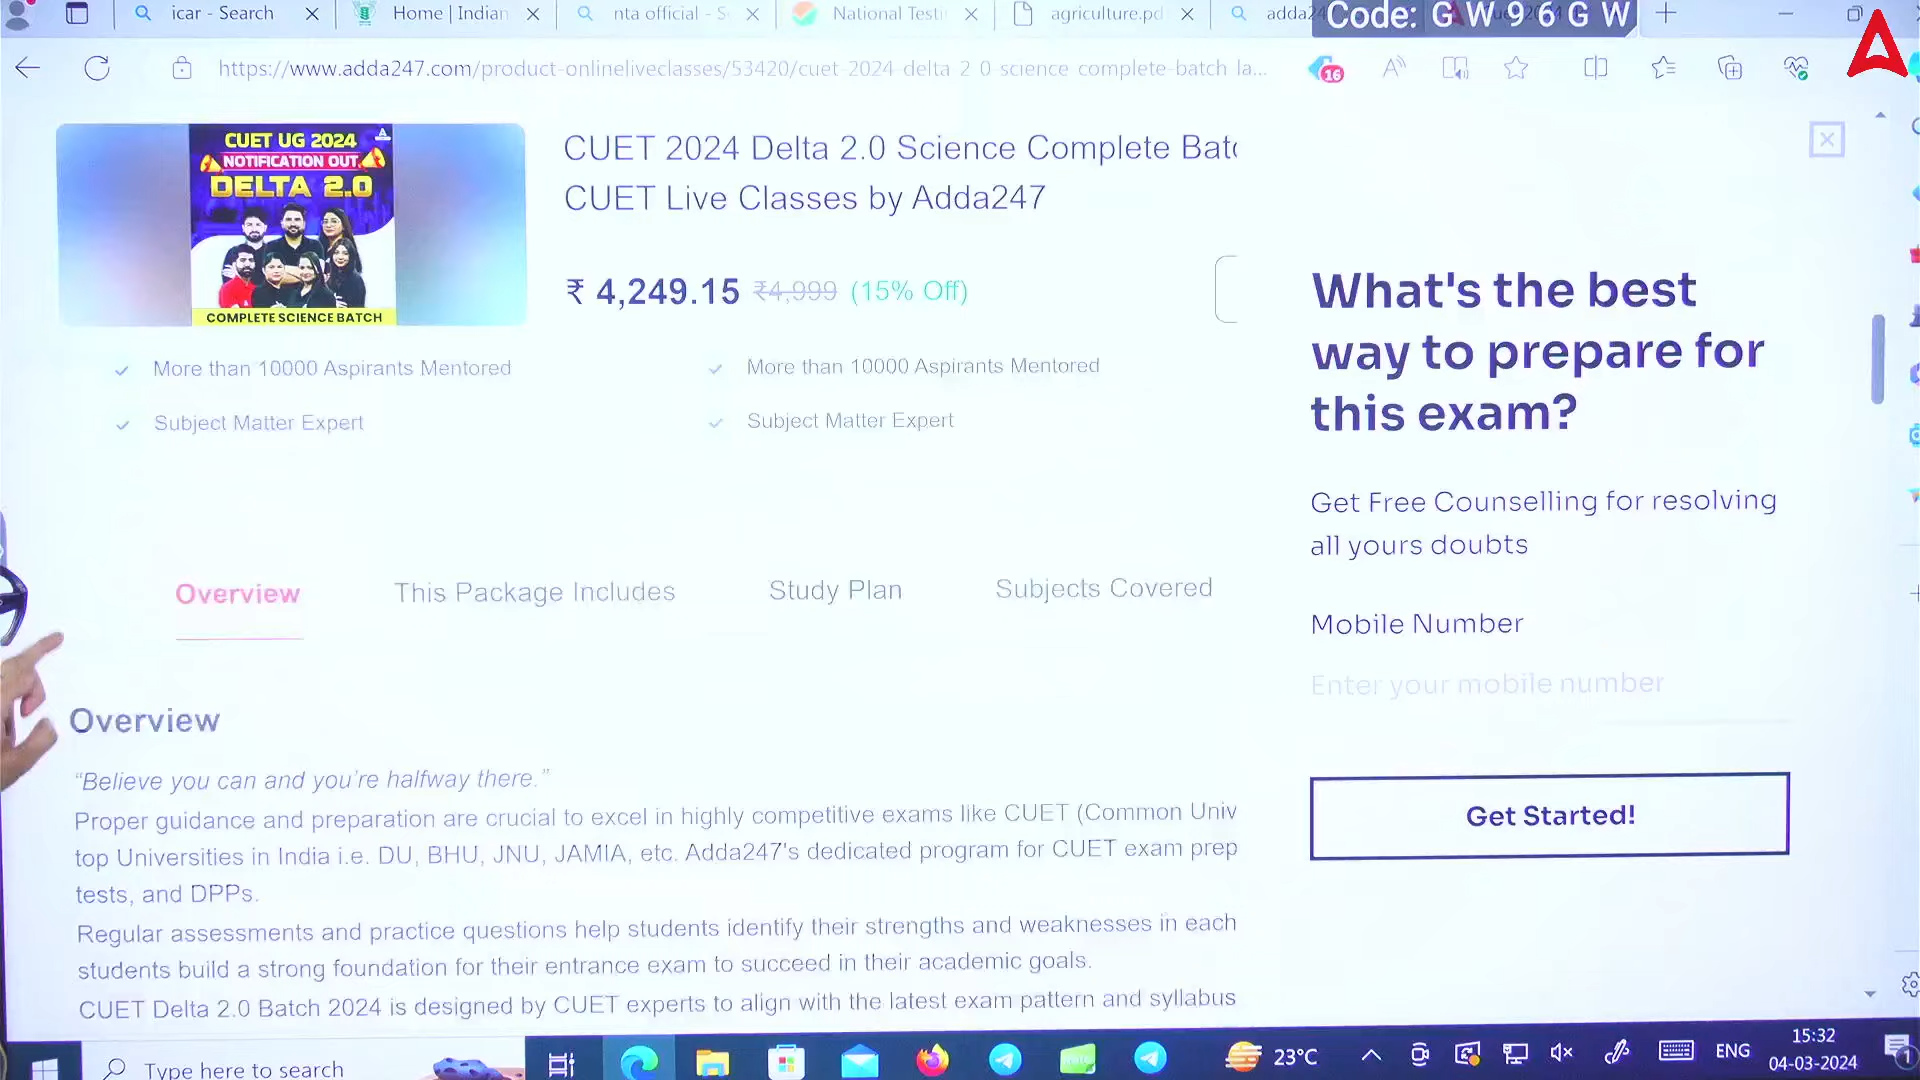 icar - Search
Home | Indian
nta official - S
National Testi
agriculture.pd
adda24
Code: G W 9 6 G W
https://www.adda247.com/product-onlineliveclasses/53420/cuet-2024-delta-2-0-science-complete-batch-la...
16
CUET UG 2024
NOTIFICATION OUT
DELTA 2.0
COMPLETE SCIENCE BATCH
CUET 2024 Delta 2.0 Science Complete Batc
CUET Live Classes by Adda247
₹ 4,249.15 ₹4,999 (15% Off)
More than 10000 Aspirants Mentored
More than 10000 Aspirants Mentored
Subject Matter Expert
Subject Matter Expert
Overview
This Package Includes
Study Plan
Subjects Covered
Overview
“Believe you can and you’re halfway there.”
Proper guidance and preparation are crucial to excel in highly competitive exams like CUET (Common Univ
top Universities in India i.e. DU, BHU, JNU, JAMIA, etc. Adda247's dedicated program for CUET exam prep
tests, and DPPs.
Regular assessments and practice questions help students identify their strengths and weaknesses in each
students build a strong foundation for their entrance exam to succeed in their academic goals.
CUET Delta 2.0 Batch 2024 is designed by CUET experts to align with the latest exam pattern and syllabus
What's the best
way to prepare for
this exam?
Get Free Counselling for resolving
all yours doubts
Mobile Number
Enter your mobile number
Get Started!
Type here to search
23°C
ENG
15:32
04-03-2024
1